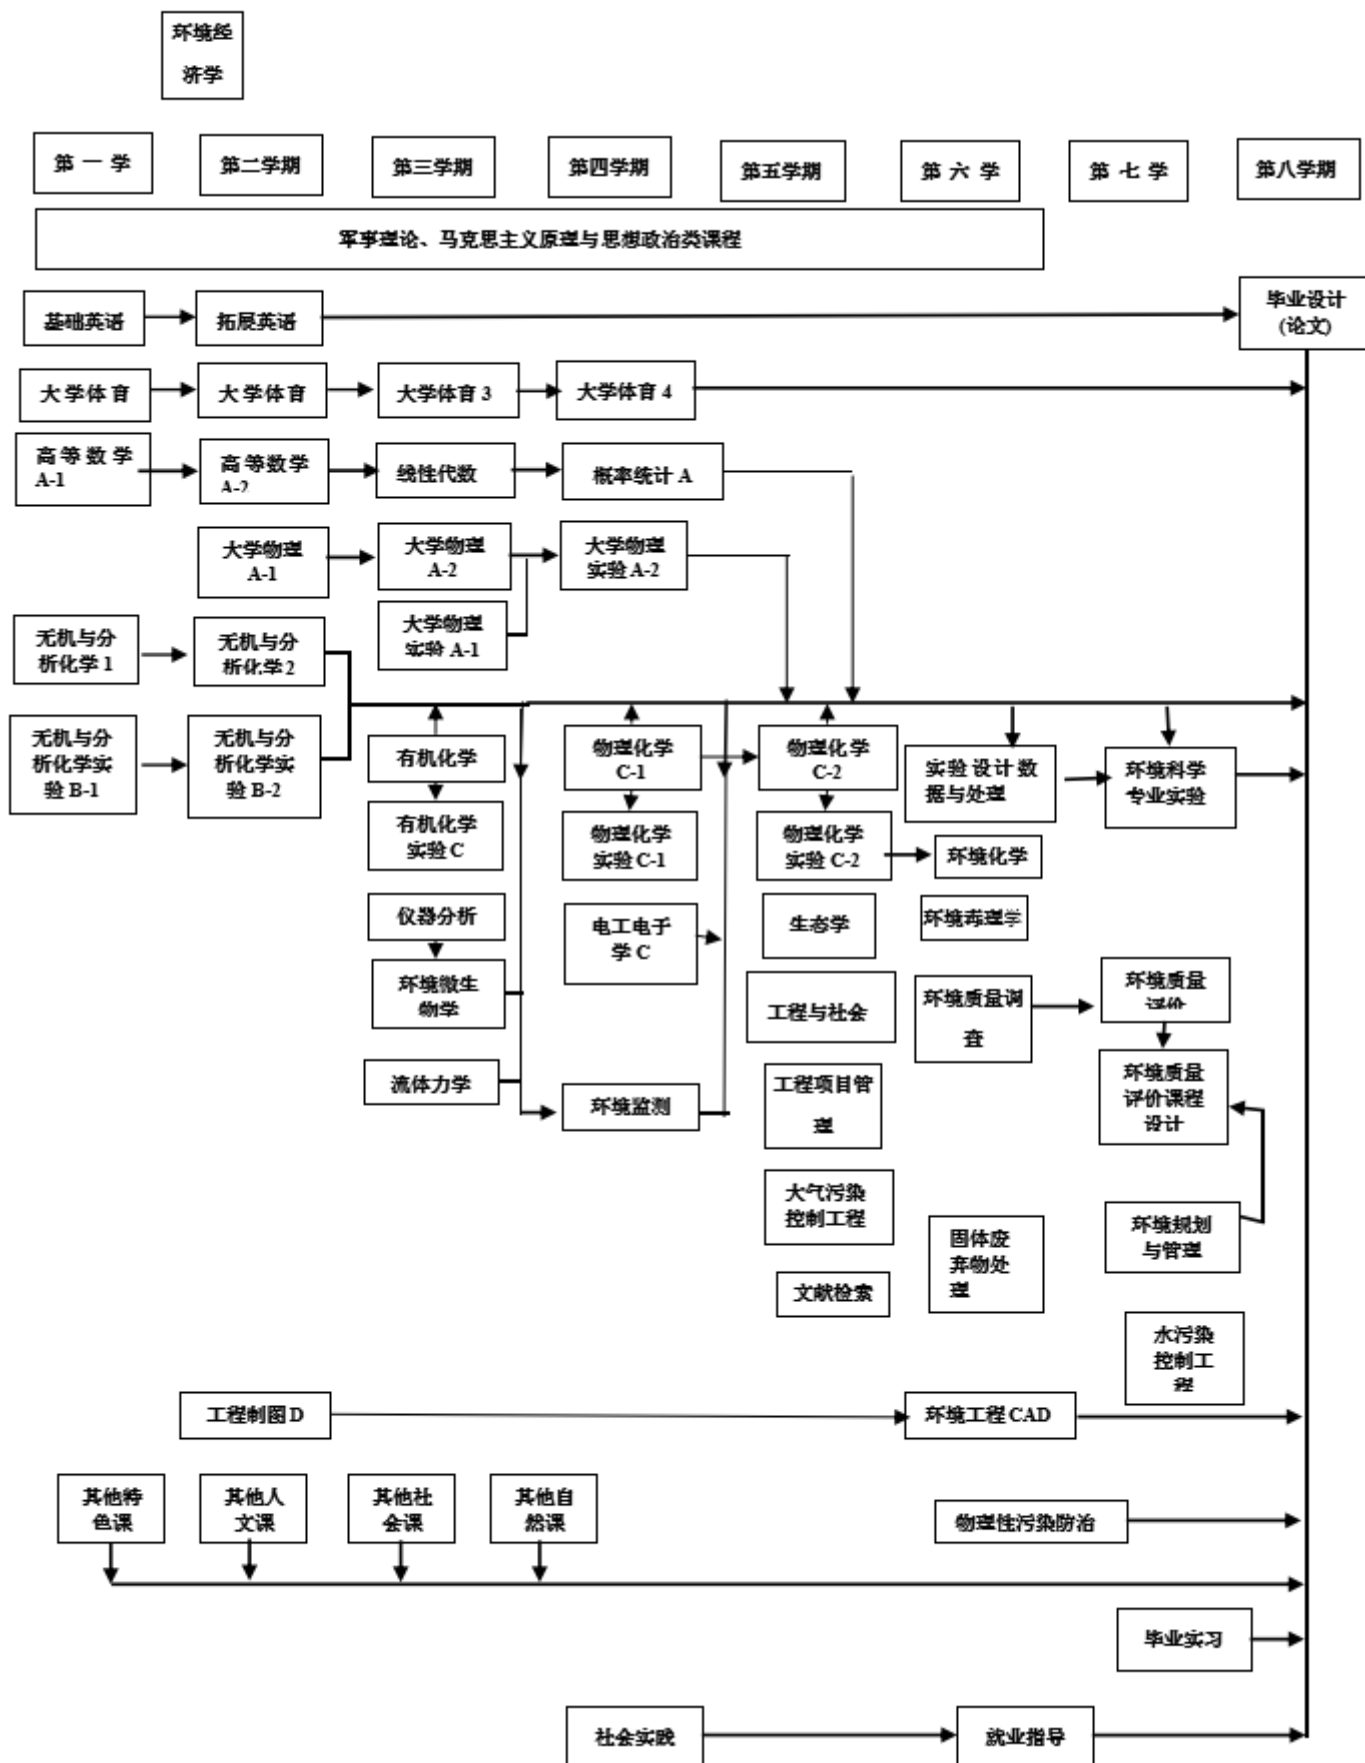 环境经
济学
第 一 学
第二学期
第三学期
第四学期
第五学期
第 六 学
第 七 学
第八学期
军事理论、马克思主义原理与思想政治类课程
基础英语
拓展英语
毕业设计
(论文)
大学体育
大学体育
大学体育 3
大学体育 4
高等数学
A-1
高等数学
A-2
线性代数
概率统计 A
大学物理
A-1
大学物理
A-2
大学物理
实验A-2
大学物理
实验 A-1
无机与分
析化学 1
无机与分
析化学 2
无机与分
析化学实
验 B-1
无机与分
析化学实
验 B-2
有机化学
物理化学
C-1
物理化学
C-2
实验设计数
据与处理
环境科学
专业实验
有机化学
实验 C
物理化学
实验 C-1
物理化学
实验 C-2
环境化学
仪器分析
电工电子
学 C
生态学
环境毒理学
环境微生
物学
工程与社会
环境质量调
查
环境质量
评价
流体力学
环境监测
工程项目管
理
环境质量
评价课程
设计
大气污染
控制工程
固体废
弃物处
理
环境规划
与管理
文献检索
水污染
控制工
程
工程制图 D
环境工程 CAD
其他特
色课
其他人
文课
其他社
会课
其他自
然课
物理性污染防治
毕业实习
社会实践
就业指导